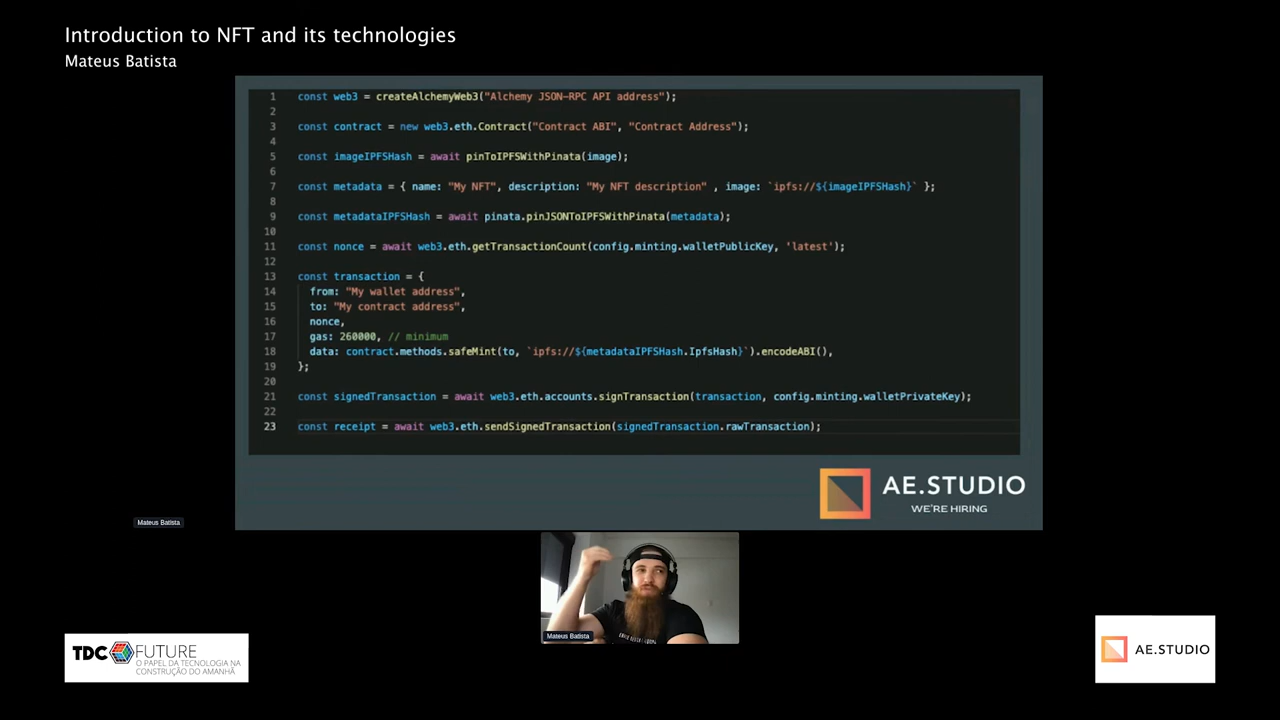 Introduction to NFT and its technologies
Mateus Batista
1 const web3 = createAlchemyWeb3("Alchemy JSON-RPC API address");
2
3 const contract = new web3.eth.Contract("Contract ABI", "Contract Address");
4
5 const imageIPFSHash = await pinToIPFSWithPinata(image);
6
7 const metadata = { name: "My NFT", description: "My NFT description" , image: `ipfs://${imageIPFSHash}` };
8
9 const metadataIPFSHash = await pinata.pinJSONToIPFSWithPinata(metadata);
10
11 const nonce = await web3.eth.getTransactionCount(config.minting.walletPublicKey, 'latest');
12
13 const transaction = {
14 from: "My wallet address",
15 to: "My contract address",
16 nonce,
17 gas: 260000, // minimum
18 data: contract.methods.safeMint(to, `ipfs://${metadataIPFSHash.IpfsHash}`).encodeABI(),
19 };
20
21 const signedTransaction = await web3.eth.accounts.signTransaction(transaction, config.minting.walletPrivateKey);
22
23 const receipt = await web3.eth.sendSignedTransaction(signedTransaction.rawTransaction);
AE.STUDIO
WE'RE HIRING
Mateus Batista
Mateus Batista
TDC FUTURE
O PAPEL DA TECNOLOGIA NA
CONSTRUÇÃO DO AMANHÃ
AE.STUDIO